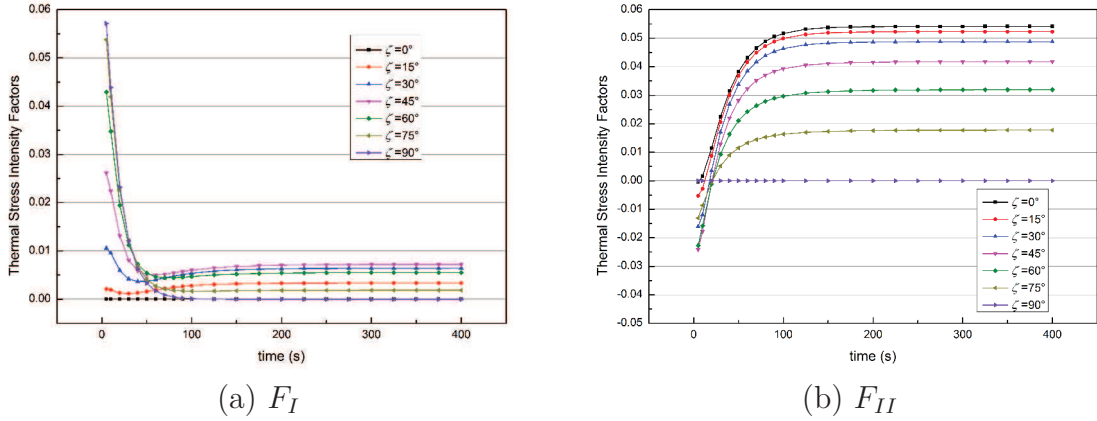 0.06
0.05
0.04
0.03
0.02
0.01
0.00
Thermal Stress Intensity Factors
ζ=0°
ζ=15°
ζ=30°
ζ=45°
ζ=60°
ζ=75°
ζ=90°
0 100 200 300 400
time (s)
(a) F_I
0.06
0.05
0.04
0.03
0.02
0.01
0.00
-0.01
-0.02
-0.03
-0.04
-0.05
Thermal Stress Intensity Factors
ζ=0°
ζ=15°
ζ=30°
ζ=45°
ζ=60°
ζ=75°
ζ=90°
0 100 200 300 400
time (s)
(b) F_{II}